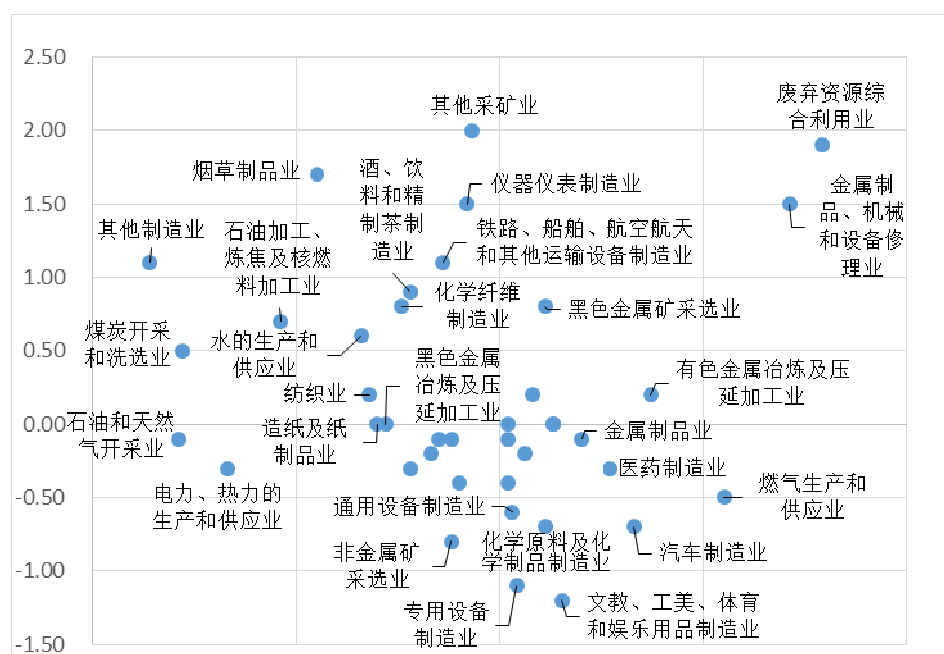 2.50
2.00
1.50
1.00
0.50
0.00
-0.50
-1.00
-1.50
其他采矿业
废弃资源综
合利用业
烟草制品业
酒、饮
料和精
制茶制
造业
仪器仪表制造业
金属制
品、机械
和设备修
理业
其他制造业
石油加工、
炼焦及核燃
料加工业
铁路、船舶、航空航天
和其他运输设备制造业
化学纤维
制造业
黑色金属矿采选业
煤炭开采
和洗选业
水的生产和
供应业
黑色金属
冶炼及压
延加工业
有色金属冶炼及压
延加工业
纺织业
石油和天然
气开采业
造纸及纸
制品业
金属制品业
医药制造业
电力、热力的
生产和供应业
通用设备制造业
燃气生产和
供应业
非金属矿
采选业
化学原料及化
学制品制造业
汽车制造业
专用设备
制造业
文教、工美、体育
和娱乐用品制造业